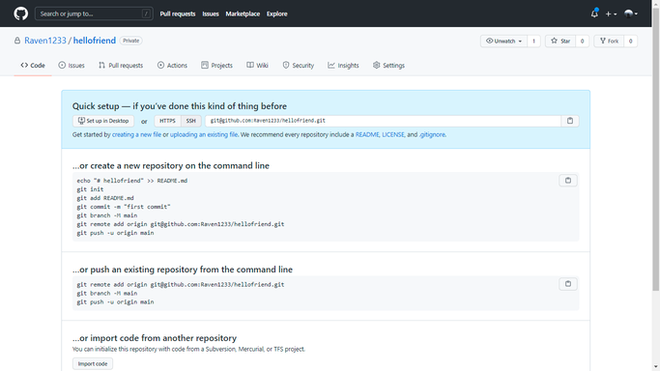 Search or jump to... /
Pull requests Issues Marketplace Explore
Raven1233 / hellofriend Private
Unwatch 1 Star 0 Fork 0
Code Issues Pull requests Actions Projects Wiki Security Insights Settings
Quick setup — if you've done this kind of thing before
Set up in Desktop or HTTPS SSH git@github.com:Raven1233/hellofriend.git
Get started by creating a new file or uploading an existing file. We recommend every repository include a README, LICENSE, and .gitignore.
...or create a new repository on the command line
echo "# hellofriend" >> README.md
git init
git add README.md
git commit -m "first commit"
git branch -M main
git remote add origin git@github.com:Raven1233/hellofriend.git
git push -u origin main
...or push an existing repository from the command line
git remote add origin git@github.com:Raven1233/hellofriend.git
git branch -M main
git push -u origin main
...or import code from another repository
You can initialize this repository with code from a Subversion, Mercurial, or TFS project.
Import code